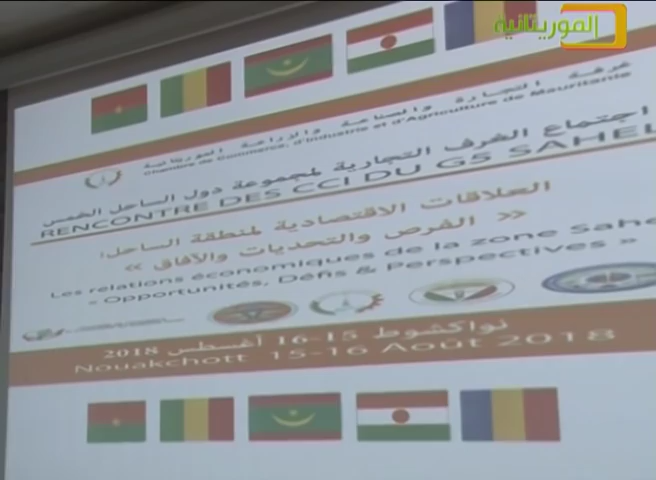 الموريتانية
غرفة التجارة والصناعة والزراعة الموريتانية
Chambre de Commerce, d'Industrie et d'Agriculture de Mauritanie
اجتماع الغرف التجارية لمجموعة دول الساحل الخمس
RENCONTRE DES CCI DU G5 SAHEL
العلاقات الاقتصادية لمنطقة الساحل:
« الفرص والتحديات والآفاق »
Les relations économiques de la zone Sahel
« Opportunités, Défis & Perspectives »
نواكشوط 15-16 أغسطس 2018
Nouakchott 15-16 Août 2018